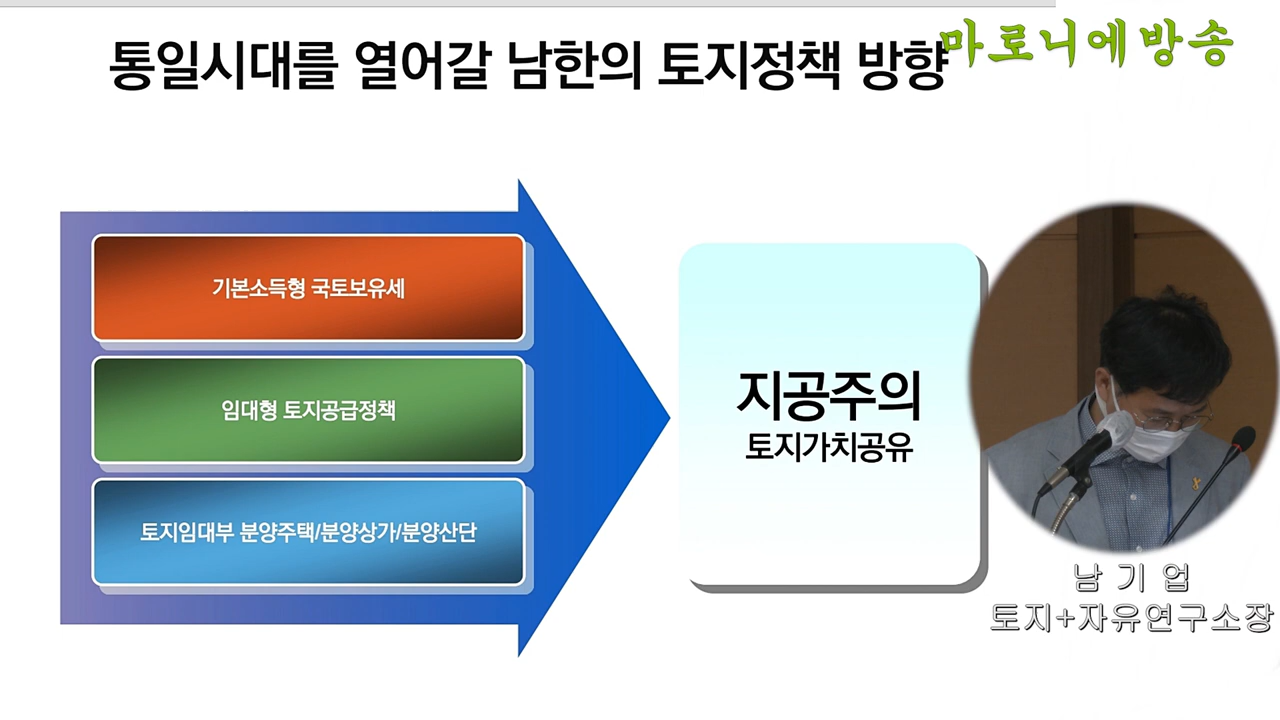 통일시대를 열어갈 남한의 토지정책 방향
마로니에방송
기본소득형 국토보유세
임대형 토지공급정책
토지임대부 분양주택/분양상가/분양산단
지공주의
토지가치공유
남 기 업
토지+자유연구소장